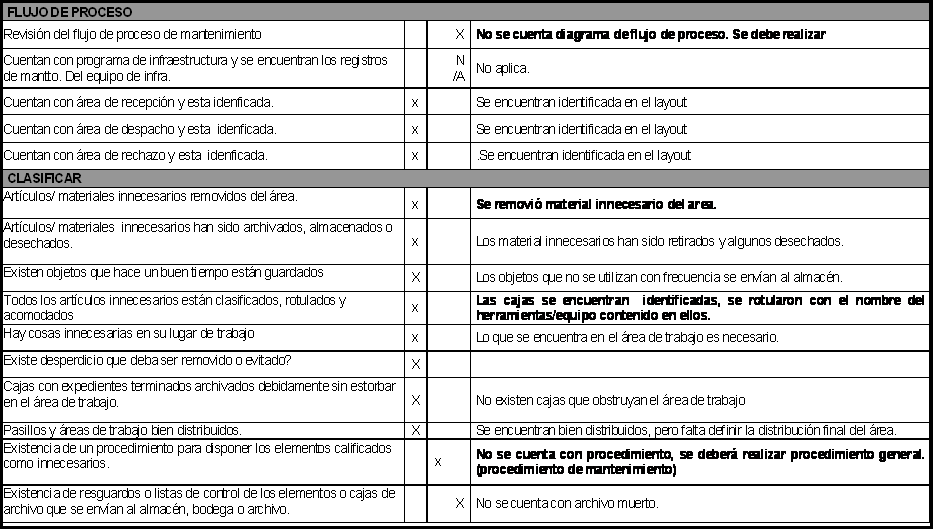 FLUJO DE PROCESO
Revisión del flujo de proceso de mantenimiento X No se cuenta diagrama de flujo de proceso. Se debe realizar
Cuentan con programa de infraestructura y se encuentran los registros
de mantto. Del equipo de infra. N
/A No aplica.
Cuentan con área de recepción y esta idenficada. x Se encuentran identificada en el layout
Cuentan con área de despacho y esta idenficada. x Se encuentran identificada en el layout
Cuentan con área de rechazo y esta idenficada. x .Se encuentran identificada en el layout
CLASIFICAR
Artículos/ materiales innecesarios removidos del área. x Se removió material innecesario del area.
Artículos/ materiales innecesarios han sido archivados, almacenados o
desechados. x Los material innecesarios han sido retirados y algunos desechados.
Existen objetos que hace un buen tiempo están guardados X Los objetos que no se utilizan con frecuencia se envían al almacén.
Todos los artículos innecesarios están clasificados, rotulados y
acomodados x Las cajas se encuentran identificadas, se rotularon con el nombre del
herramientas/equipo contenido en ellos.
Hay cosas innecesarias en su lugar de trabajo x Lo que se encuentra en el área de trabajo es necesario.
Existe desperdicio que deba ser removido o evitado? X
Cajas con expedientes terminados archivados debidamente sin estorbar
en el área de trabajo. X No existen cajas que obstruyan el área de trabajo
Pasillos y áreas de trabajo bien distribuidos. X Se encuentran bien distribuidos, pero falta definir la distribución final del área.
Existencia de un procedimiento para disponer los elementos calificados
como innecesarios. x No se cuenta con procedimiento, se deberá realizar procedimiento general.
(procedimiento de mantenimiento)
Existencia de resguardos o listas de control de los elementos o cajas de
archivo que se envían al almacén, bodega o archivo. X No se cuenta con archivo muerto.